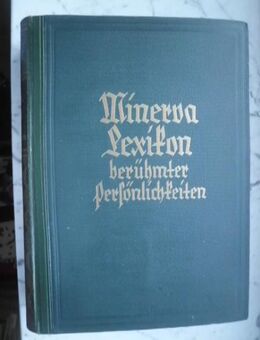 Minerva
Lexikon
berühmter
Persönlichkeiten